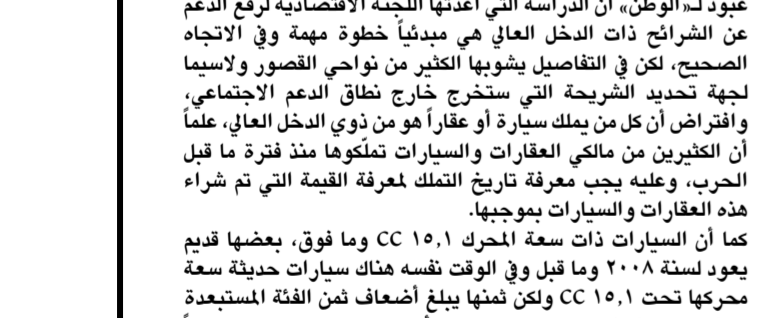 عبود لـ«الوطن» أن الدراسة التي أعدتها اللجنة الاقتصادية لرفع الدعم
عن الشرائح ذات الدخل العالي هي مبدئياً خطوة مهمة وفي الاتجاه
الصحيح، لكن في التفاصيل يشوبها الكثير من نواحي القصور ولاسيما
لجهة تحديد الشريحة التي ستخرج خارج نطاق الدعم الاجتماعي،
وافتراض أن كل من يملك سيارة أو عقاراً هو من ذوي الدخل العالي، علماً
أن الكثيرين من مالكي العقارات والسيارات تملّكوها منذ فترة ما قبل
الحرب، وعليه يجب معرفة تاريخ التملك لمعرفة القيمة التي تم شراء
هذه العقارات والسيارات بموجبها.
كما أن السيارات ذات سعة المحرك ١٥,١ CC وما فوق، بعضها قديم
يعود لسنة ٢٠٠٨ وما قبل وفي الوقت نفسه هناك سيارات حديثة سعة
محركها تحت ١٥,١ CC ولكن ثمنها يبلغ أضعاف ثمن الفئة المستبعدة